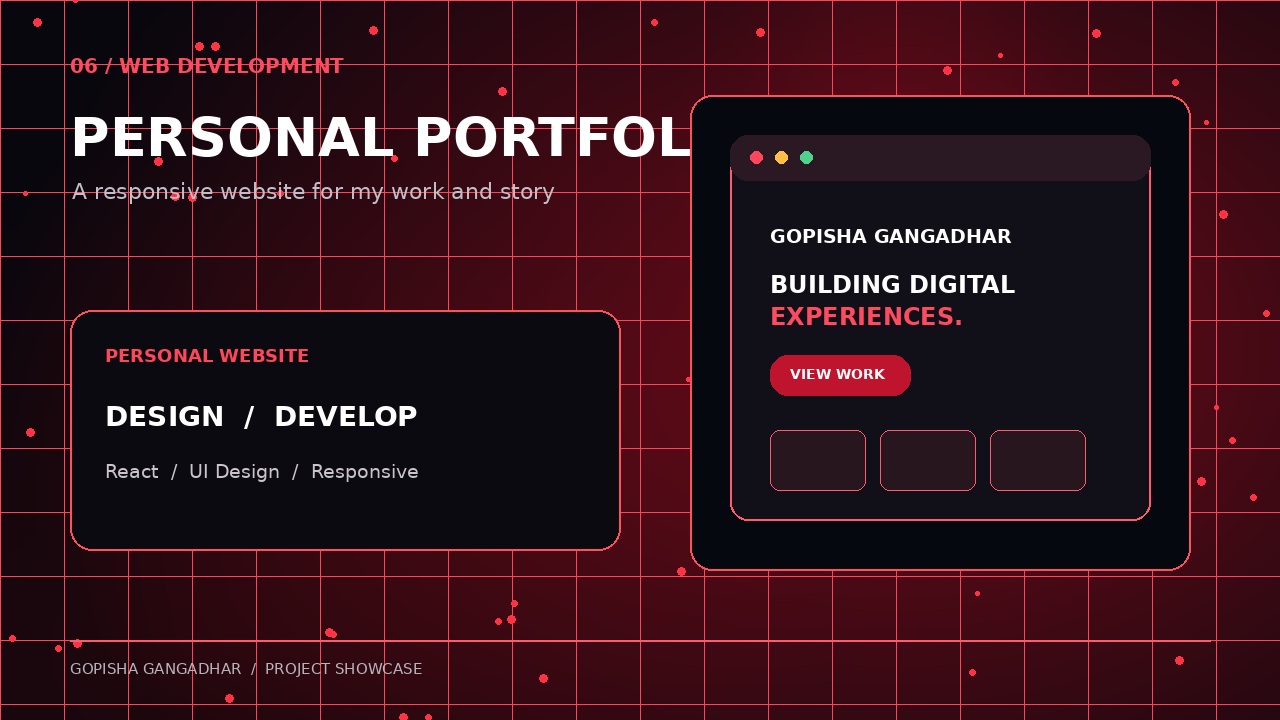 06 / WEB DEVELOPMENT
PERSONAL PORTFOL
A responsive website for my work and story
PERSONAL WEBSITE
DESIGN / DEVELOP
React / UI Design / Responsive
GOPISHA GANGADHAR
BUILDING DIGITAL
EXPERIENCES.
VIEW WORK
GOPISHA GANGADHAR / PROJECT SHOWCASE